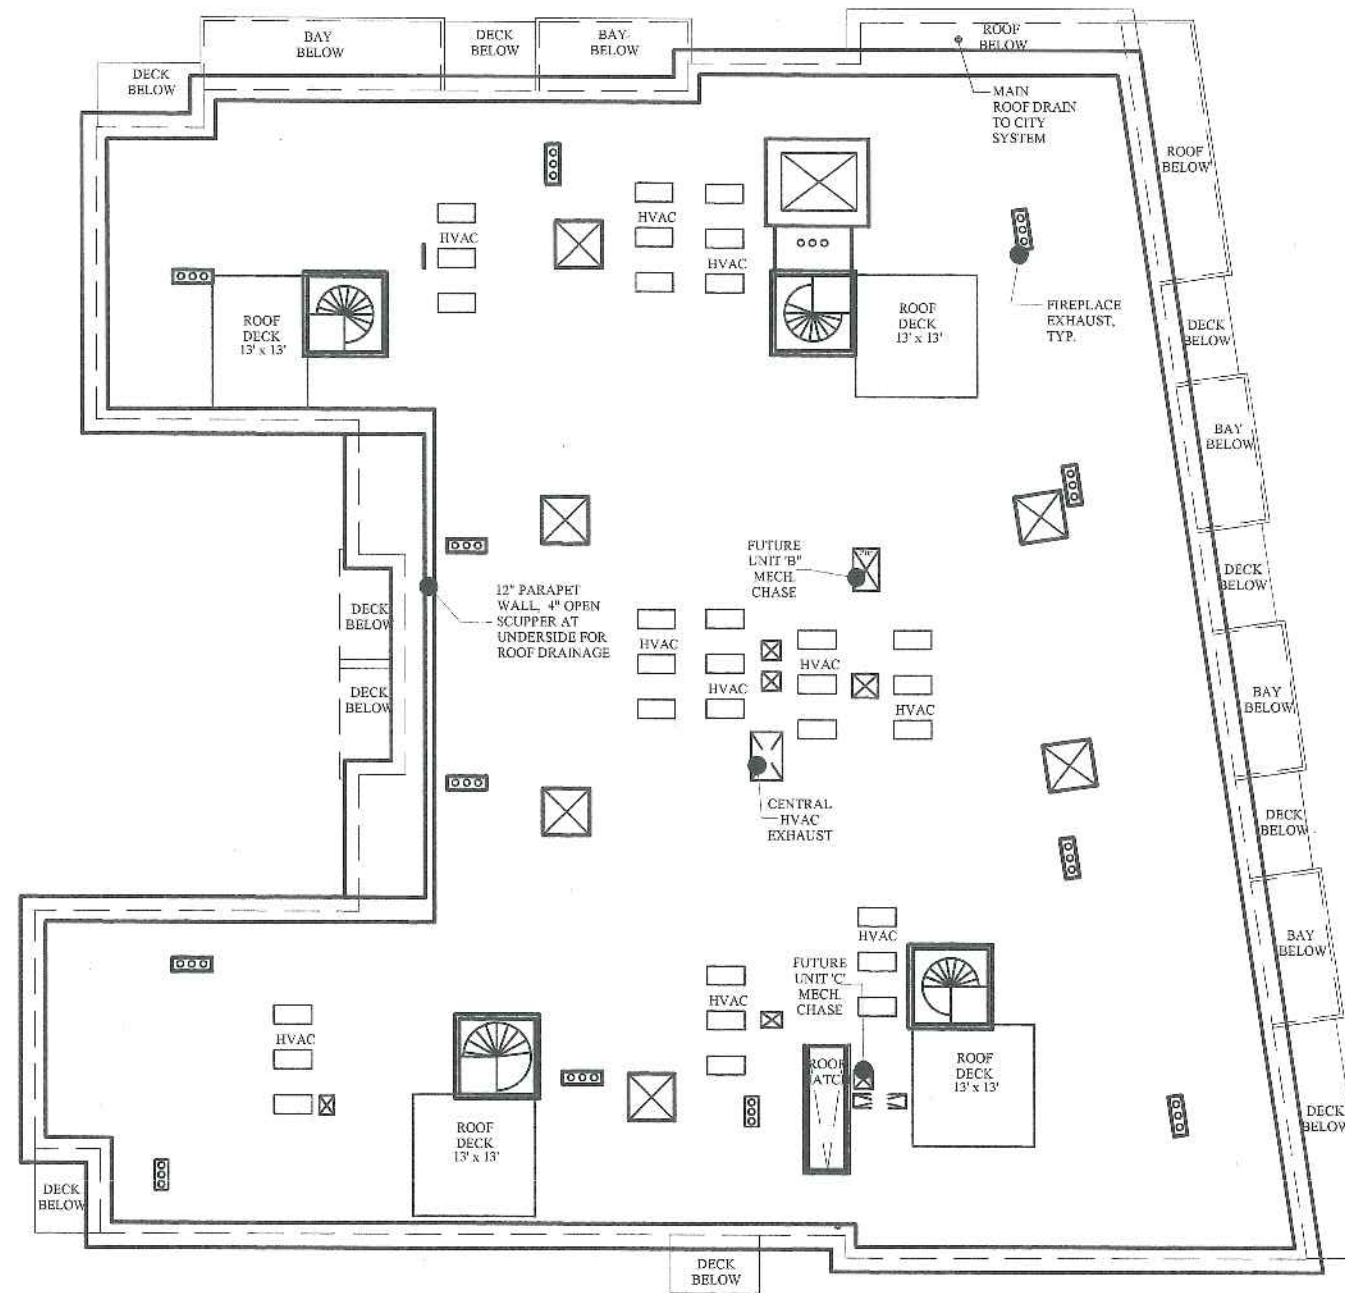 BAY
BELOW
DECK
BELOW
BAY
BELOW
ROOF
BELOW
DECK
BELOW
MAIN
ROOF DRAIN
TO CITY
SYSTEM
ROOF
BELOW
HVAC
HVAC
HVAC
ROOF
DECK
13' x 13'
ROOF
DECK
13' x 13'
FIREPLACE
EXHAUST,
TYP.
DECK
BELOW
BAY
BELOW
FUTURE
UNIT 'B"
MECH.
CHASE
DECK
BELOW
12" PARAPET
WALL, 4" OPEN
SCUPPER AT
UNDERSIDE FOR
ROOF DRAINAGE
DECK
BELOW
HVAC
HVAC
HVAC
HVAC
DECK
BELOW
BAY
BELOW
CENTRAL
HVAC
EXHAUST
DECK
BELOW
HVAC
BAY
BELOW
FUTURE
UNIT 'C'
MECH.
CHASE
HVAC
HVAC
ROOF
DECK
13' x 13'
ROOF
DECK
13' x 13'
DECK
BELOW
DECK
BELOW
DECK
BELOW